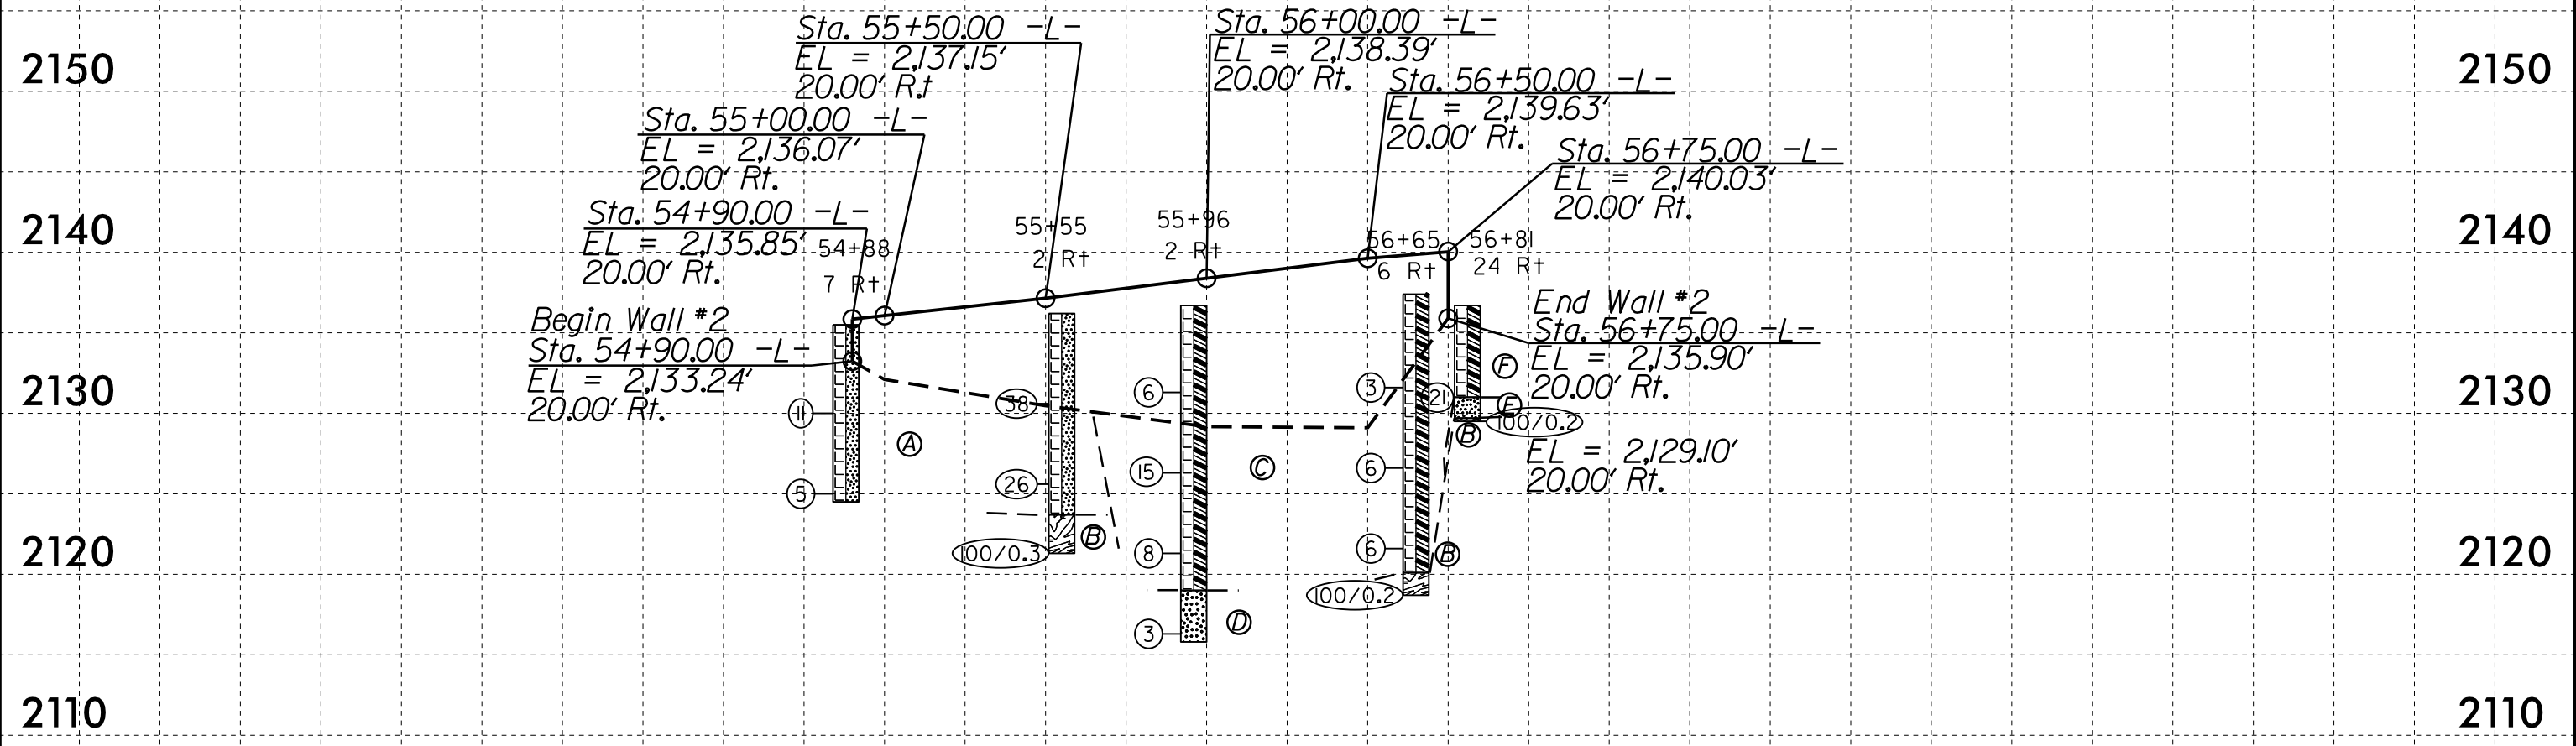 Sta. 55+50.00 -L-
EL = 2,137.15'
20.00' R.t
Sta. 56+00.00 -L-
EL = 2,138.39'
20.00' Rt.
2150
2150
Sta. 56+50.00 -L-
EL = 2,139.63'
20.00' Rt.
Sta. 55+00.00 -L-
EL = 2,136.07'
20.00' Rt.
Sta. 56+75.00 -L-
EL = 2,140.03'
20.00' Rt.
Sta. 54+90.00 -L-
EL = 2,135.85'
20.00' Rt.
2140
2140
54+88
7 Rt
55+55
2 Rt
55+96
2 Rt
56+65
6 Rt
56+81
24 Rt
Begin Wall #2
Sta. 54+90.00 -L-
EL = 2,133.24'
20.00' Rt.
End Wall #2
Sta. 56+75.00 -L-
EL = 2,135.90'
20.00' Rt.
2130
2130
11
5
A
38
26
100/0.3
B
6
15
8
3
C
D
3
6
6
100/0.2
B
21
F
E
100/0.2
B
EL = 2,129.10'
20.00' Rt.
2120
2120
2110
2110